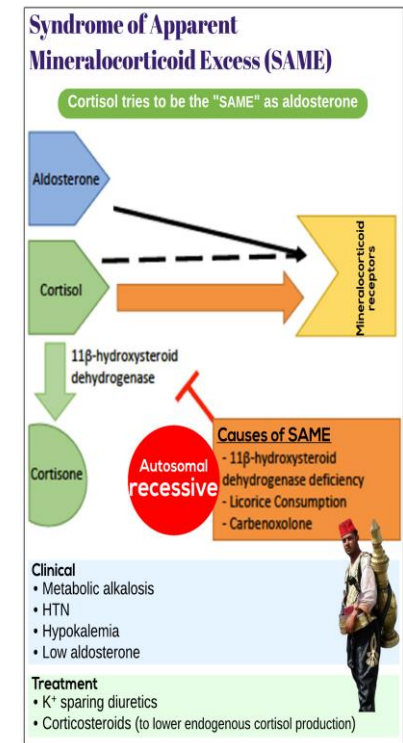 Syndrome of Apparent
Mineralocorticoid Excess (SAME)
Cortisol tries to be the "SAME" as aldosterone
Aldosterone
Cortisol
Mineralocorticoid
receptors
11β-hydroxysteroid
dehydrogenase
Cortisone
Autosomal
recessive
Causes of SAME
- 11β-hydroxysteroid
dehydrogenase deficiency
- Licorice Consumption
- Carbenoxolone
Clinical
• Metabolic alkalosis
• HTN
• Hypokalemia
• Low aldosterone
Treatment
• K⁺ sparing diuretics
• Corticosteroids (to lower endogenous cortisol production)